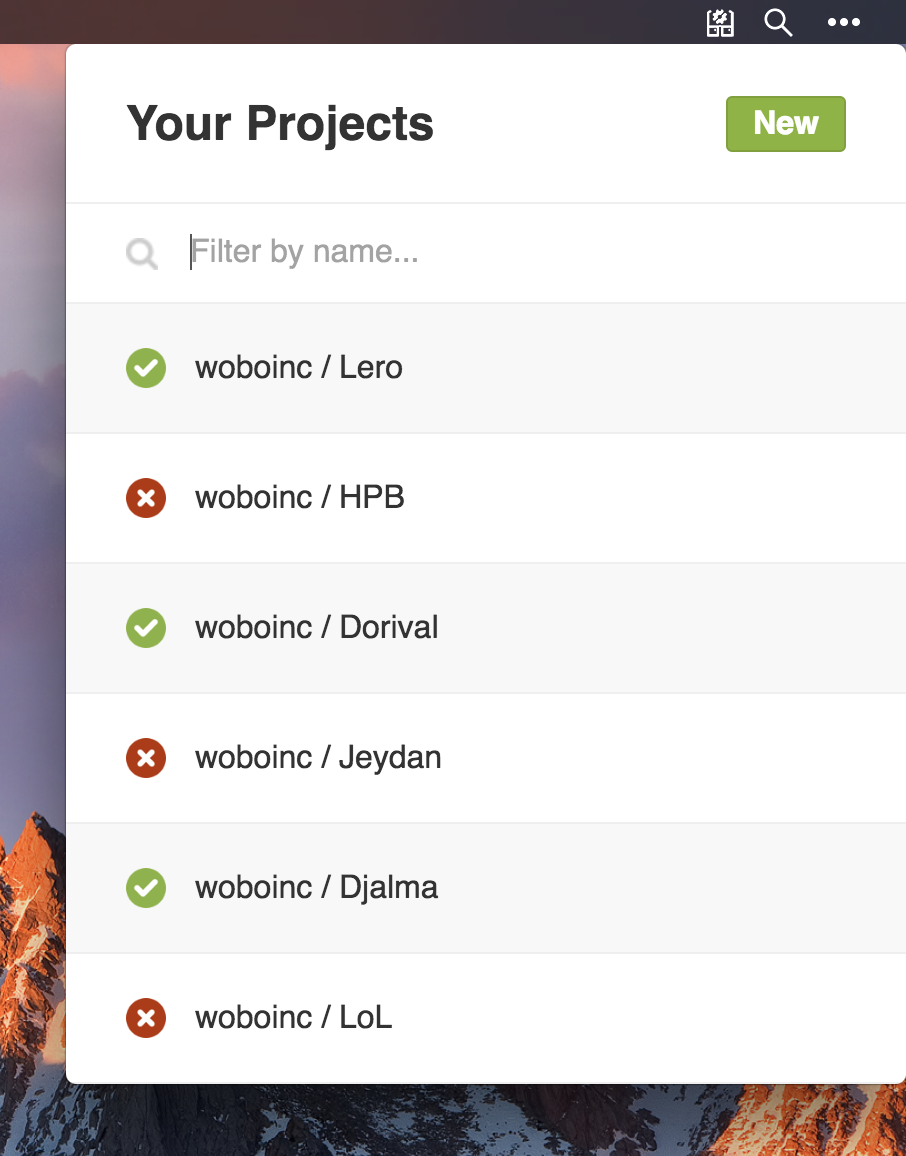 Your Projects
New
Filter by name...
woboinc / Lero
woboinc / HPB
woboinc / Dorival
woboinc / Jeydan
woboinc / Djalma
woboinc / LoL